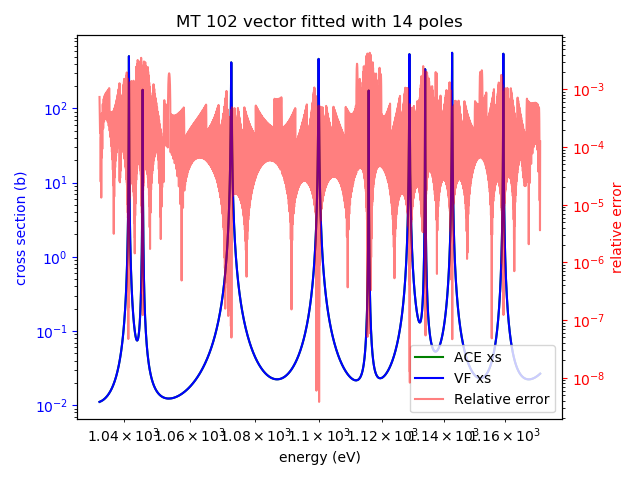 MT 102 vector fitted with 14 poles
10²
10¹
10⁰
10⁻¹
10⁻²
cross section (b)
10⁻³
10⁻⁴
10⁻⁵
10⁻⁶
10⁻⁷
10⁻⁸
relative error
ACE xs
VF xs
Relative error
1.04×10³ 1.06×10³ 1.08×10³ 1.1×10³ 1.12×10³ 1.14×10³ 1.16×10³
energy (eV)